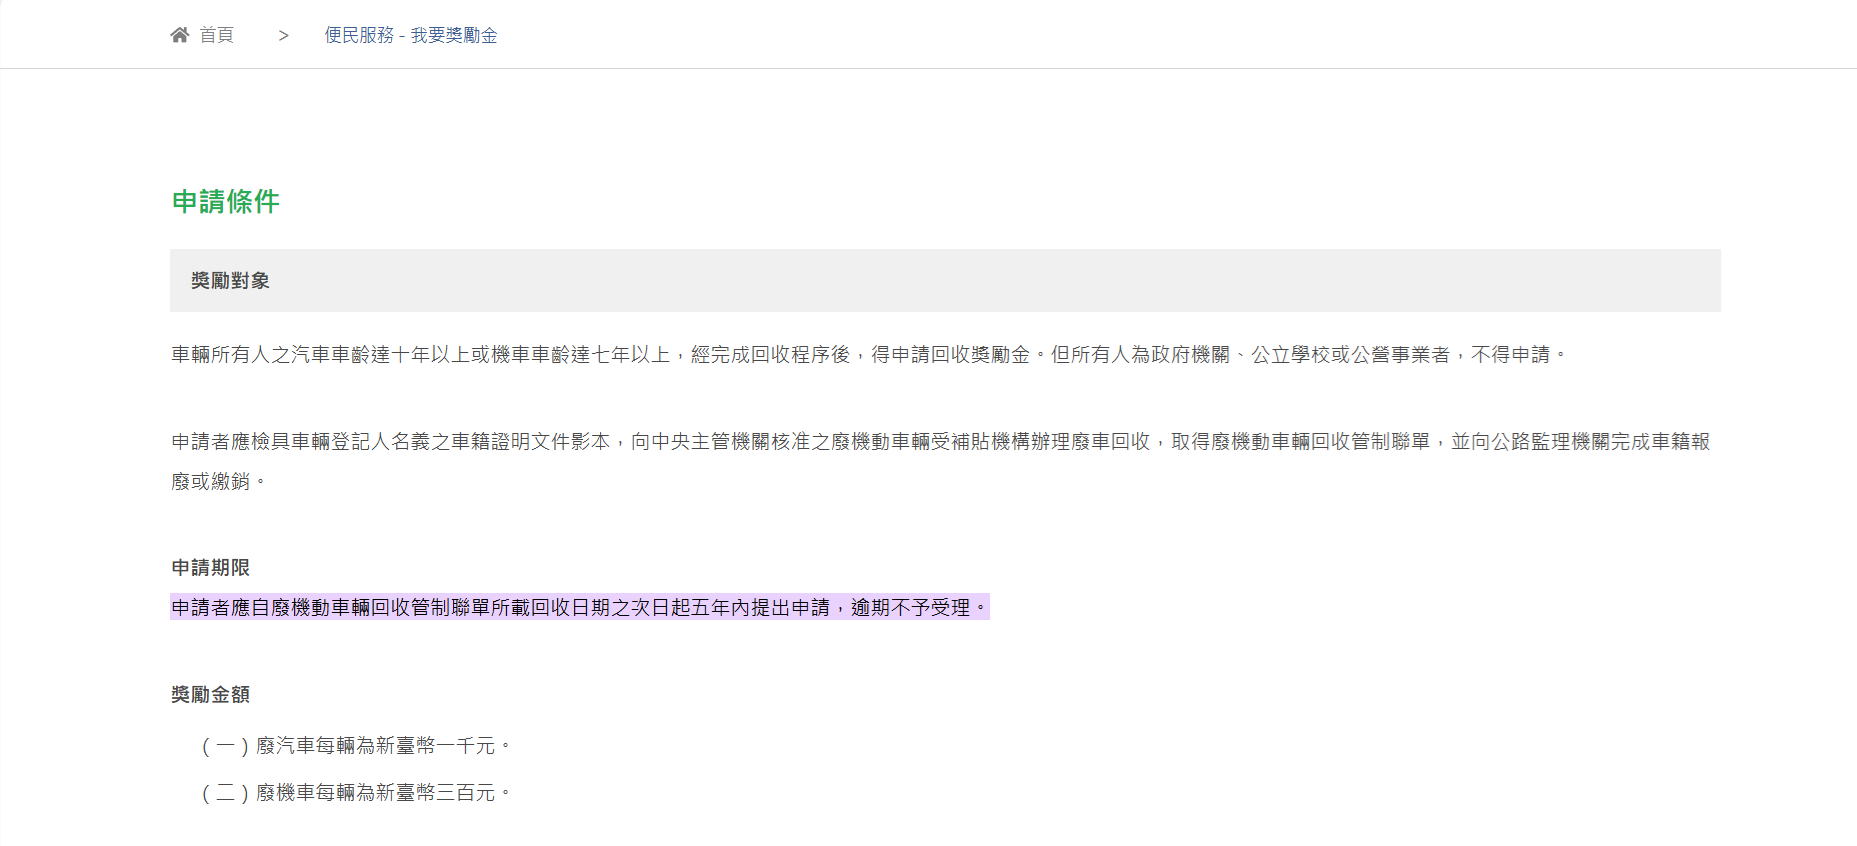 首頁 > 便民服務 - 我要獎勵金
申請條件
獎勵對象
車輛所有人之汽車車齡達十年以上或機車車齡達七年以上，經完成回收程序後，得申請回收獎勵金。但所有人為政府機關、公立學校或公營事業者，不得申請。
申請者應檢具車輛登記人名義之車籍證明文件影本，向中央主管機關核准之廢機動車輛受補貼機構辦理廢車回收，取得廢機動車輛回收管制聯單，並向公路監理機關完成車籍報
廢或繳銷。
申請期限
申請者應自廢機動車輛回收管制聯單所載回收日期之次日起五年內提出申請，逾期不予受理。
獎勵金額
（一）廢汽車每輛為新臺幣一千元。
（二）廢機車每輛為新臺幣三百元。